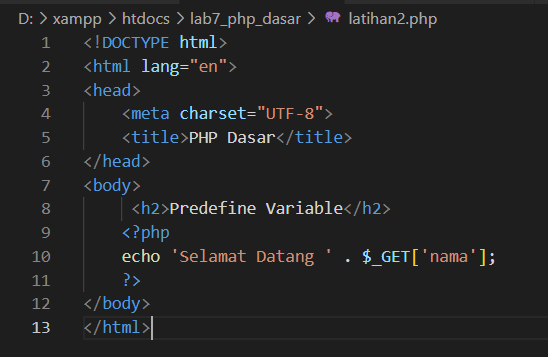 D: > xampp > htdocs > lab7_php_dasar > latihan2.php
1 <!DOCTYPE html>
2 <html lang="en">
3 <head>
4     <meta charset="UTF-8">
5     <title>PHP Dasar</title>
6 </head>
7 <body>
8      <h2>Predefine Variable</h2>
9     <?php
10     echo 'Selamat Datang ' . $_GET['nama'];
11     ?>
12 </body>
13 </html>